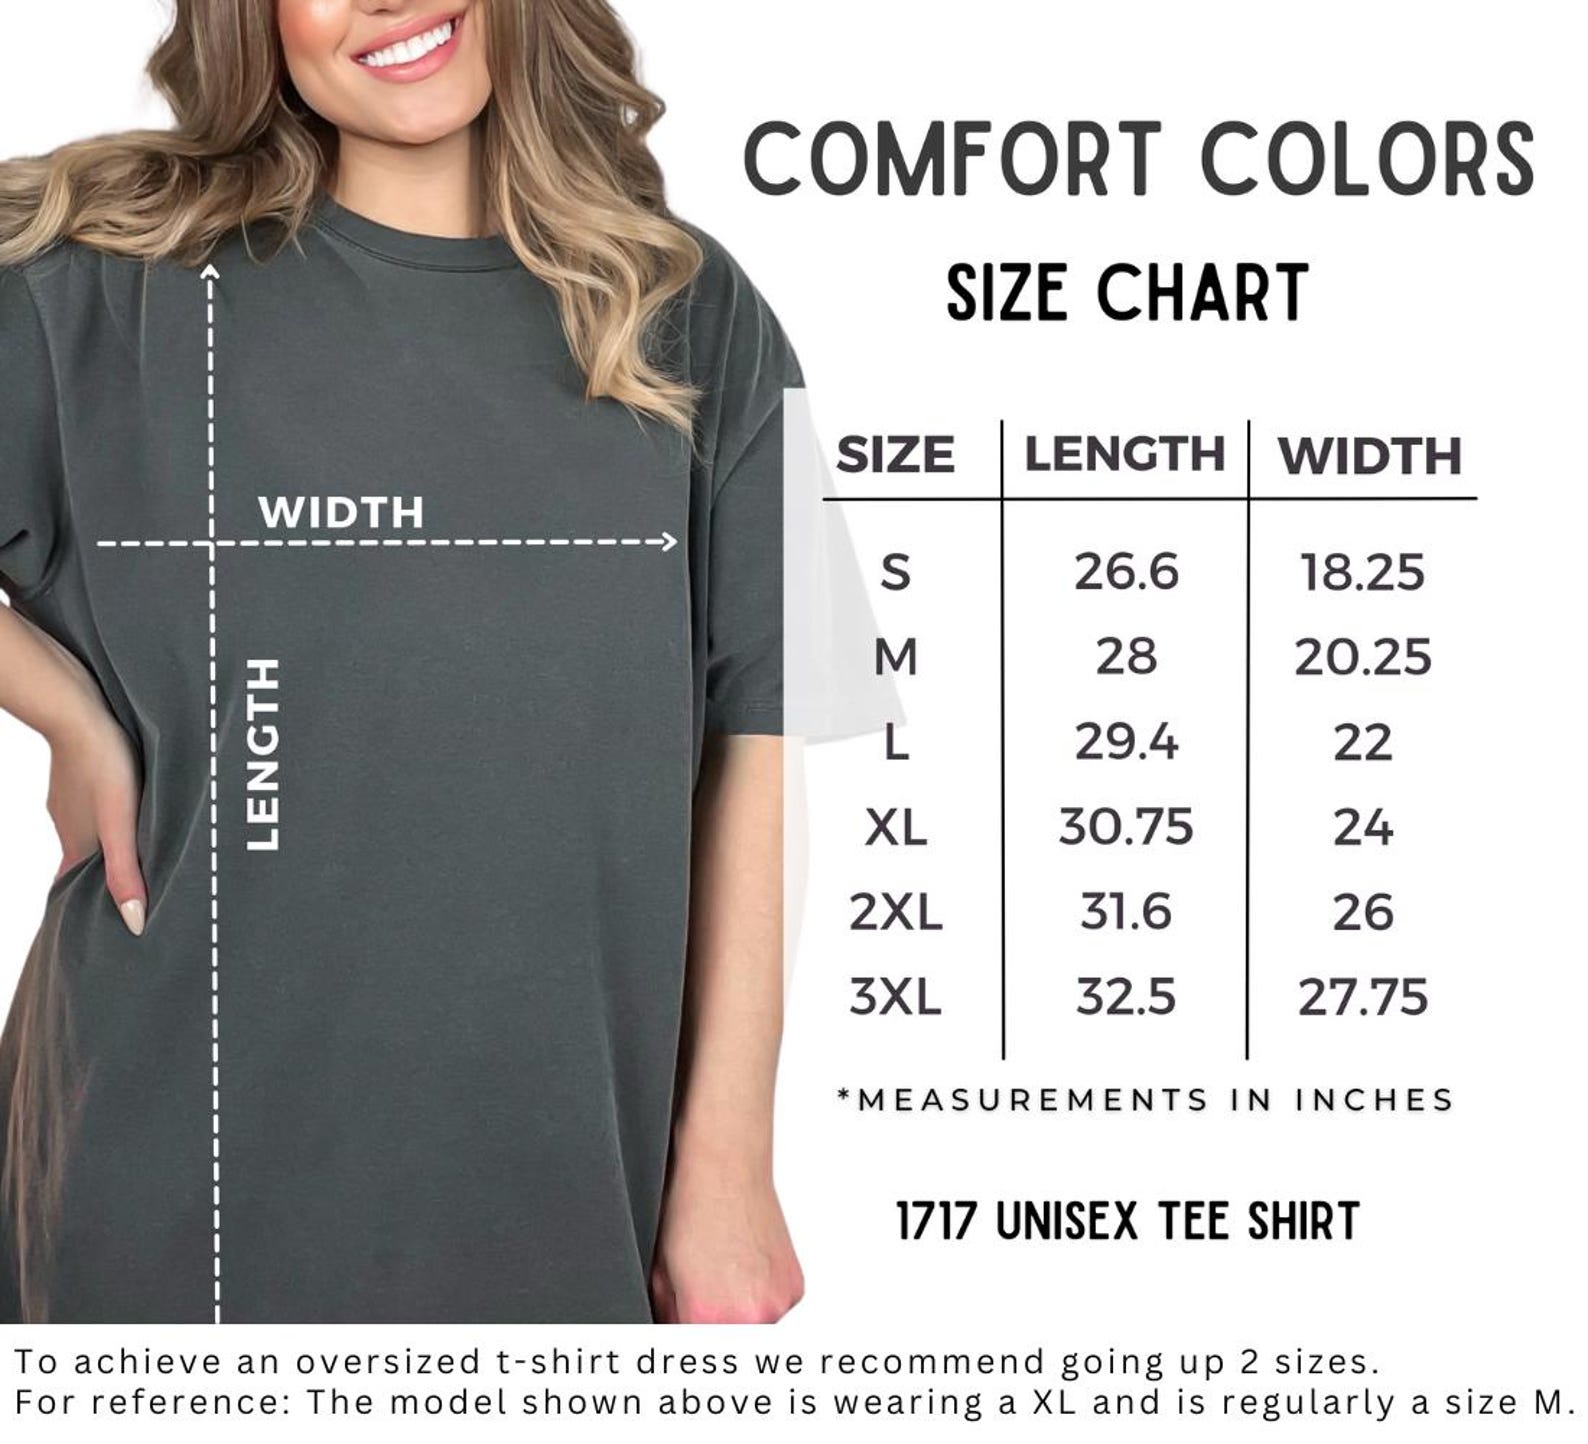 COMFORT COLORS
SIZE CHART
SIZE LENGTH WIDTH
S 26.6 18.25
M 28 20.25
L 29.4 22
XL 30.75 24
2XL 31.6 26
3XL 32.5 27.75
*MEASUREMENTS IN INCHES
1717 UNISEX TEE SHIRT
WIDTH
LENGTH
To achieve an oversized t-shirt dress we recommend going up 2 sizes.
For reference: The model shown above is wearing a XL and is regularly a size M.